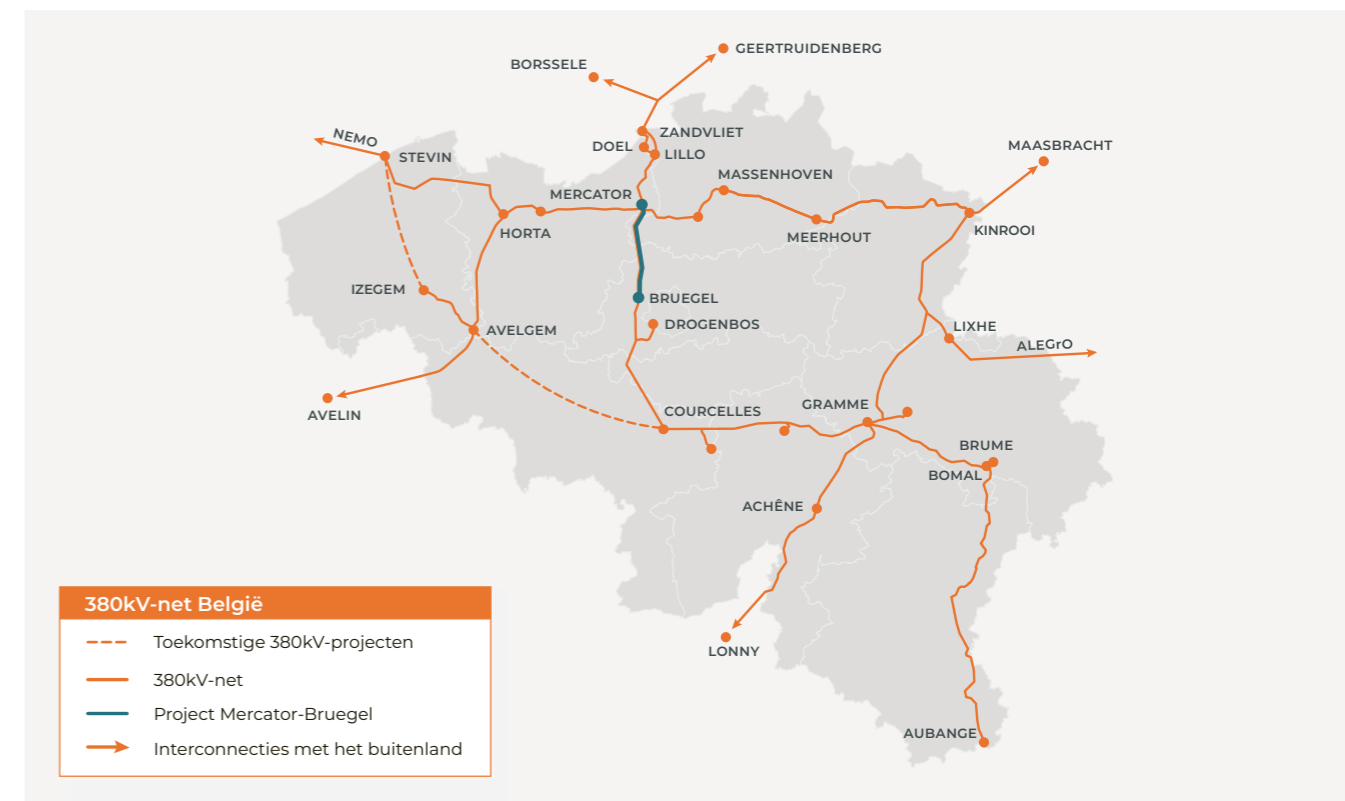 GEERTRUIDENBERG
BORSSELE
ZANDVLIET
NEMO
DOEL
MAASBRACHT
STEVIN
LILLO
MASSENHOVEN
MERCATOR
HORTA
MEERHOUT
KINROOI
IZEGEM
BRUEGEL
AVELGEM
DROGENBOS
LIXHE
ALEGrO
AVELIN
COURCELLES
GRAMME
BRUME
BOMAL
ACHÊNE
LONNY
AUBANGE
380kV-net België
Toekomstige 380kV-projecten
380kV-net
Project Mercator-Bruegel
Interconnecties met het buitenland